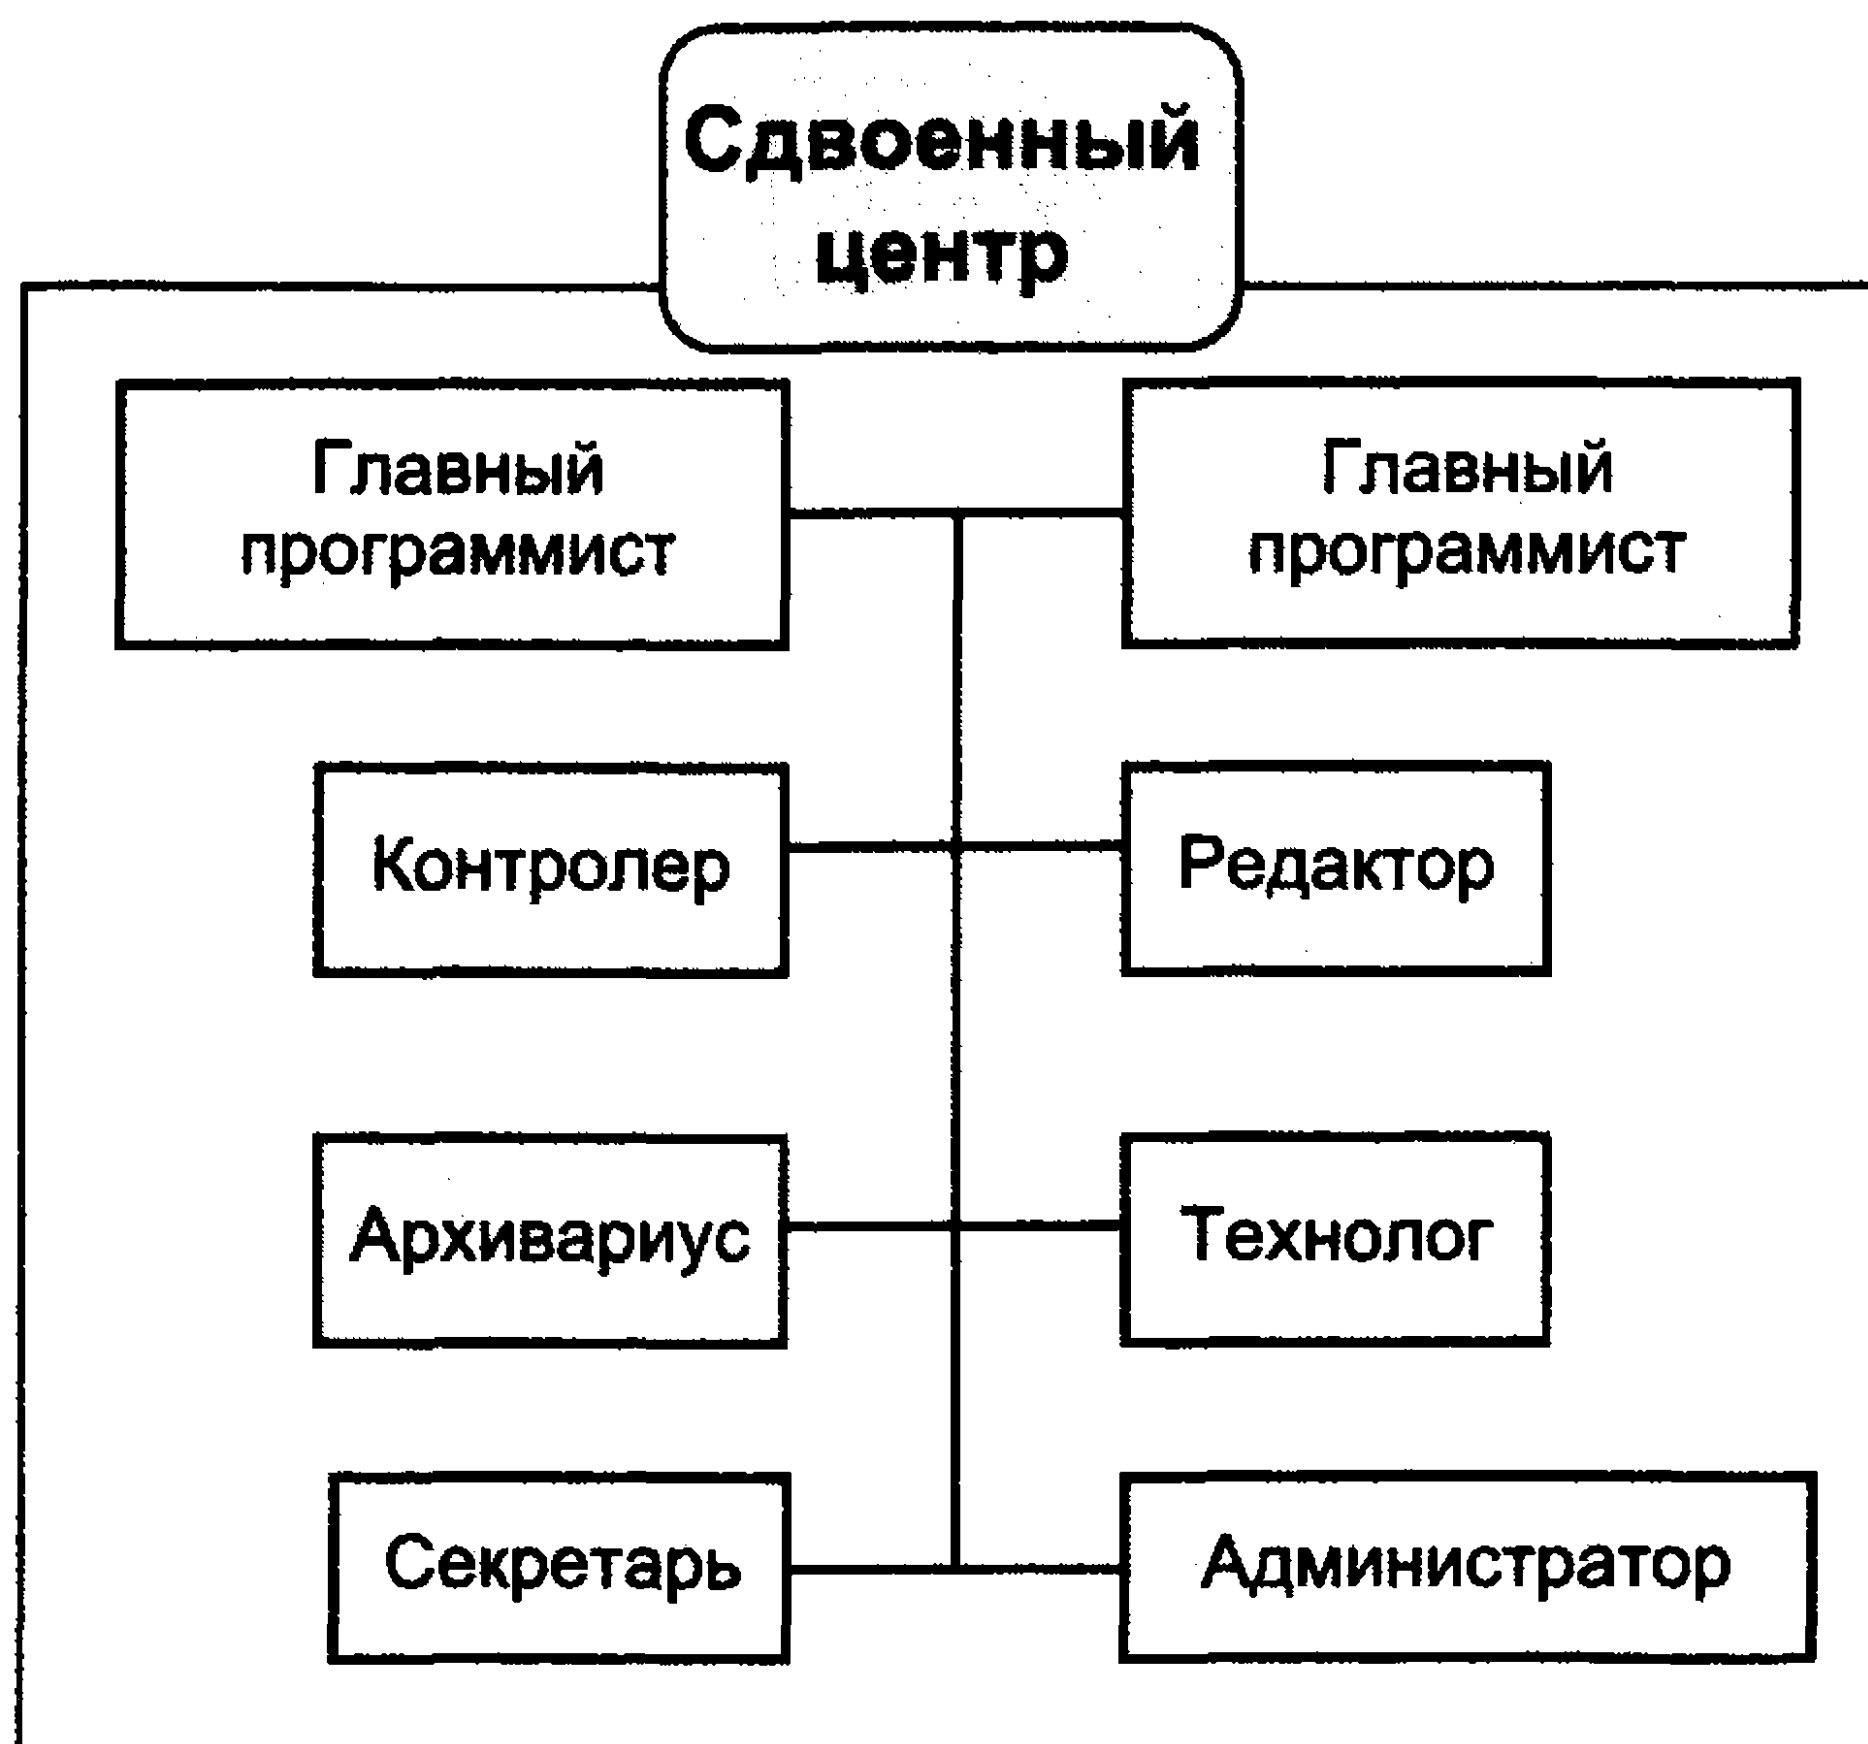 Сдвоенный
центр
Главный
программист
Главный
программист
Контролер
Редактор
Архивариус
Технолог
Секретарь
Администратор